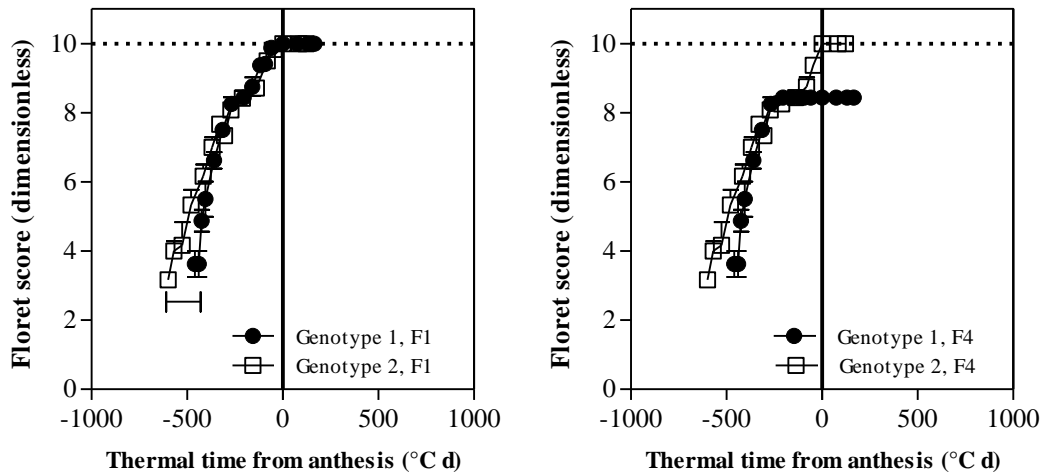 Floret score (dimensionless)
10
8
6
4
2
0
Genotype 1, F1
Genotype 2, F1
-1000
-500
0
500
1000
Thermal time from anthesis (°C d)
Floret score (dimensionless)
10
8
6
4
2
0
Genotype 1, F4
Genotype 2, F4
-1000
-500
0
500
1000
Thermal time from anthesis (°C d)